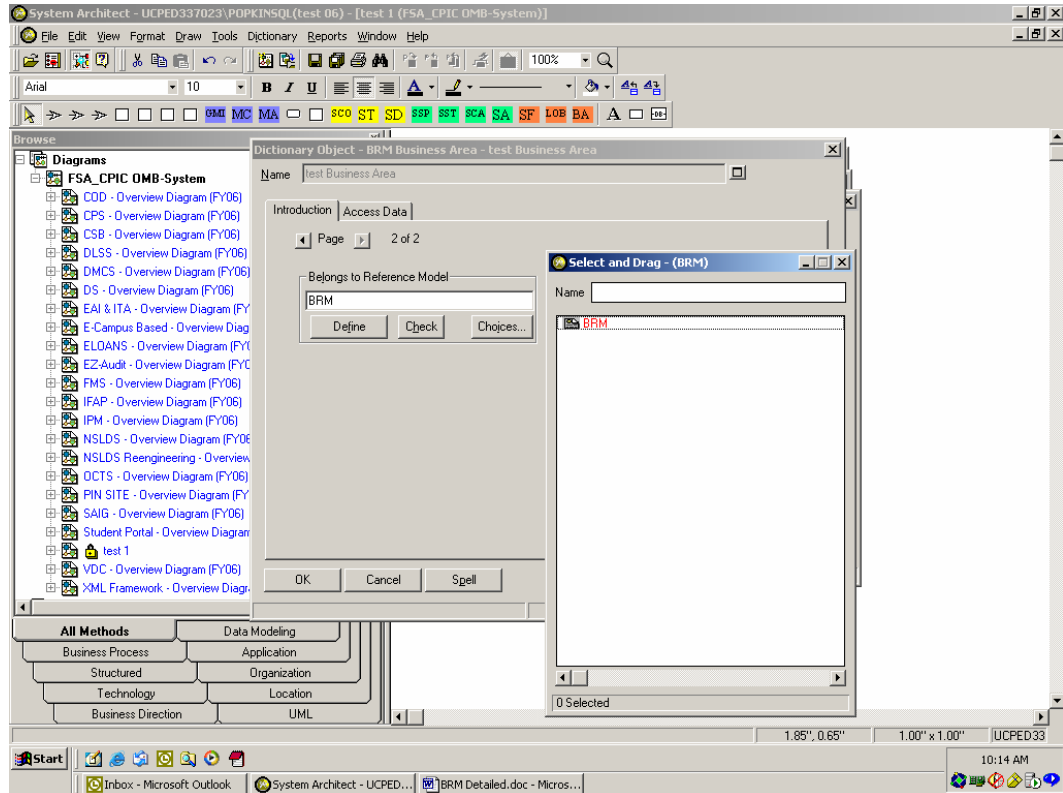 System Architect - UCPED337023\POPKINSQL(test 06) - [test 1 (FSA_CPIC OMB-System)]
File Edit View Format Draw Tools Dictionary Reports Window Help
100%
Arial 10 B I U A
GMI MC MA SCO ST SD SSP SST SCA SA SF LOB BA A
Browse
Diagrams
FSA_CPIC OMB-System
COD - Overview Diagram (FY06)
CPS - Overview Diagram (FY06)
CSB - Overview Diagram (FY06)
DLSS - Overview Diagram (FY06)
DMCS - Overview Diagram (FY06)
DS - Overview Diagram (FY06)
EAI & ITA - Overview Diagram (FY
E-Campus Based - Overview Diag
ELOANS - Overview Diagram (FY
EZ-Audit - Overview Diagram (FY
FMS - Overview Diagram (FY06)
IFAP - Overview Diagram (FY06)
IPM - Overview Diagram (FY06)
NSLDS - Overview Diagram (FY06
NSLDS Reengineering - Overview
OCTS - Overview Diagram (FY06)
PIN SITE - Overview Diagram (FY
SAIG - Overview Diagram (FY06)
Student Portal - Overview Diagram
test 1
VDC - Overview Diagram (FY06)
XML Framework - Overview Diagr
All Methods Data Modeling
Business Process Application
Structured Organization
Technology Location
Business Direction UML
Dictionary Object - BRM Business Area - test Business Area
Name test Business Area
Introduction Access Data
Page 2 of 2
Belongs to Reference Model
BRM
Define Check Choices...
OK Cancel Spell
Select and Drag - (BRM)
Name
BRM
0 Selected
1.85", 0.65" 1.00" x 1.00" UCPED33
Start 10:14 AM
Inbox - Microsoft Outlook System Architect - UCPED... BRM Detailed.doc - Micros...